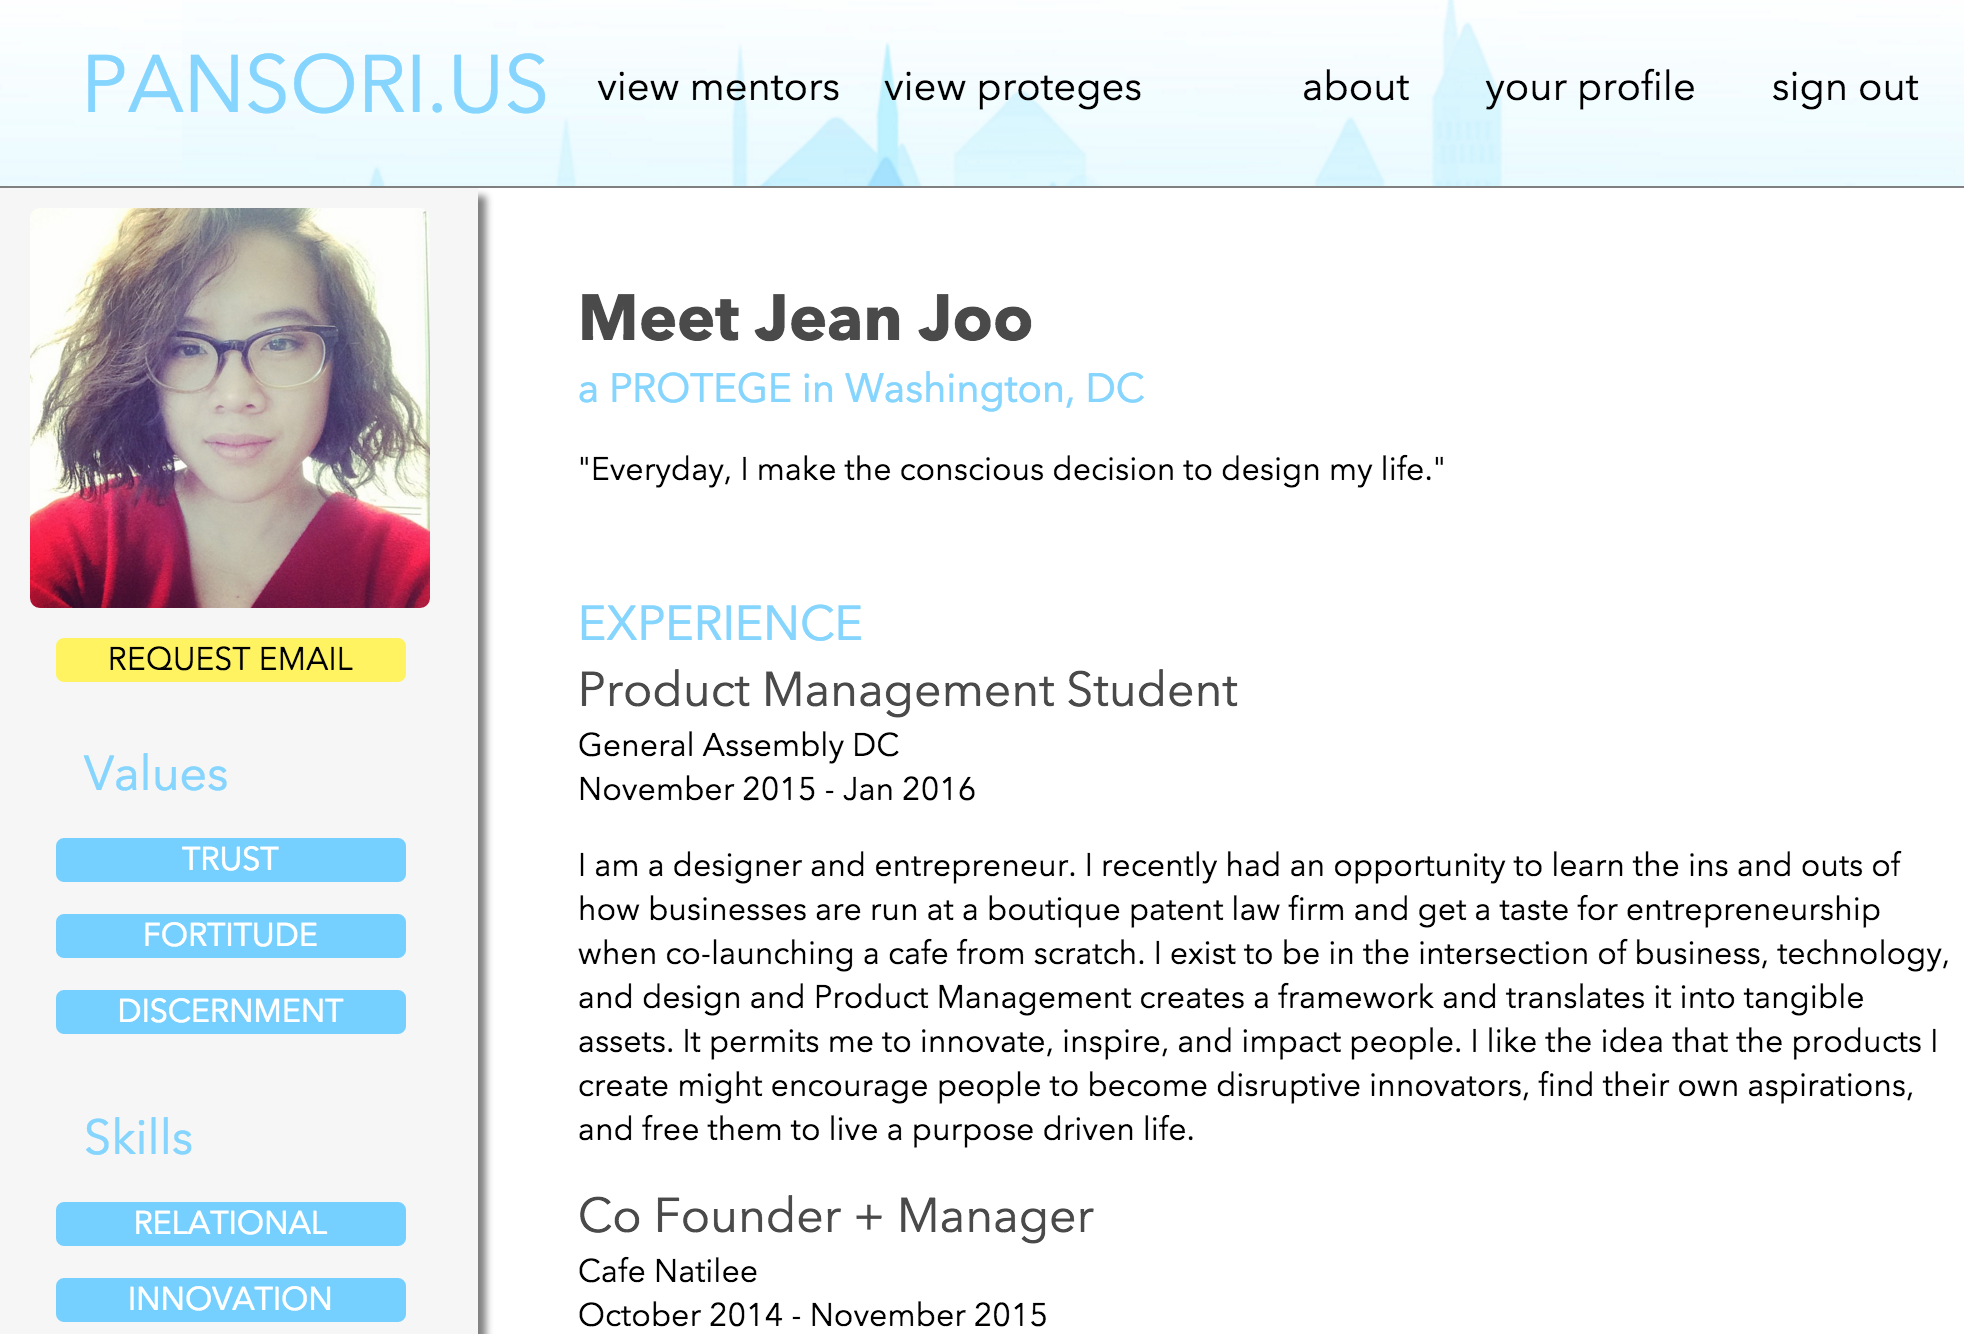 PANSORI.US
view mentors
view proteges
about
your profile
sign out
REQUEST EMAIL
Values
TRUST
FORTITUDE
DISCERNMENT
Skills
RELATIONAL
INNOVATION
Meet Jean Joo
a PROTEGE in Washington, DC
"Everyday, I make the conscious decision to design my life."
EXPERIENCE
Product Management Student
General Assembly DC
November 2015 - Jan 2016
I am a designer and entrepreneur. I recently had an opportunity to learn the ins and outs of
how businesses are run at a boutique patent law firm and get a taste for entrepreneurship
when co-launching a cafe from scratch. I exist to be in the intersection of business, technology,
and design and Product Management creates a framework and translates it into tangible
assets. It permits me to innovate, inspire, and impact people. I like the idea that the products I
create might encourage people to become disruptive innovators, find their own aspirations,
and free them to live a purpose driven life.
Co Founder + Manager
Cafe Natilee
October 2014 - November 2015